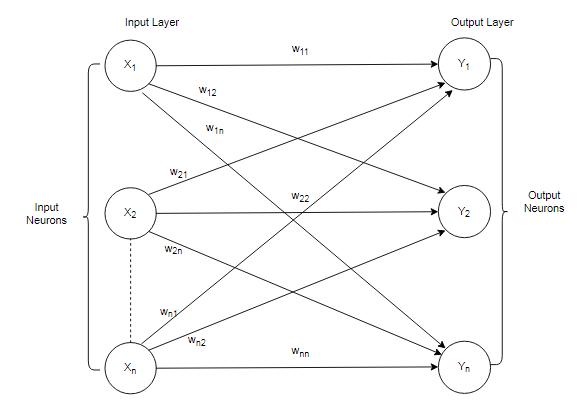 Input Layer
Output Layer
w11
X1
Y1
w12
w1n
w21
w22
Input
Neurons
X2
Y2
Output
Neurons
w2n
wn1
wn2
wnn
Xn
Yn